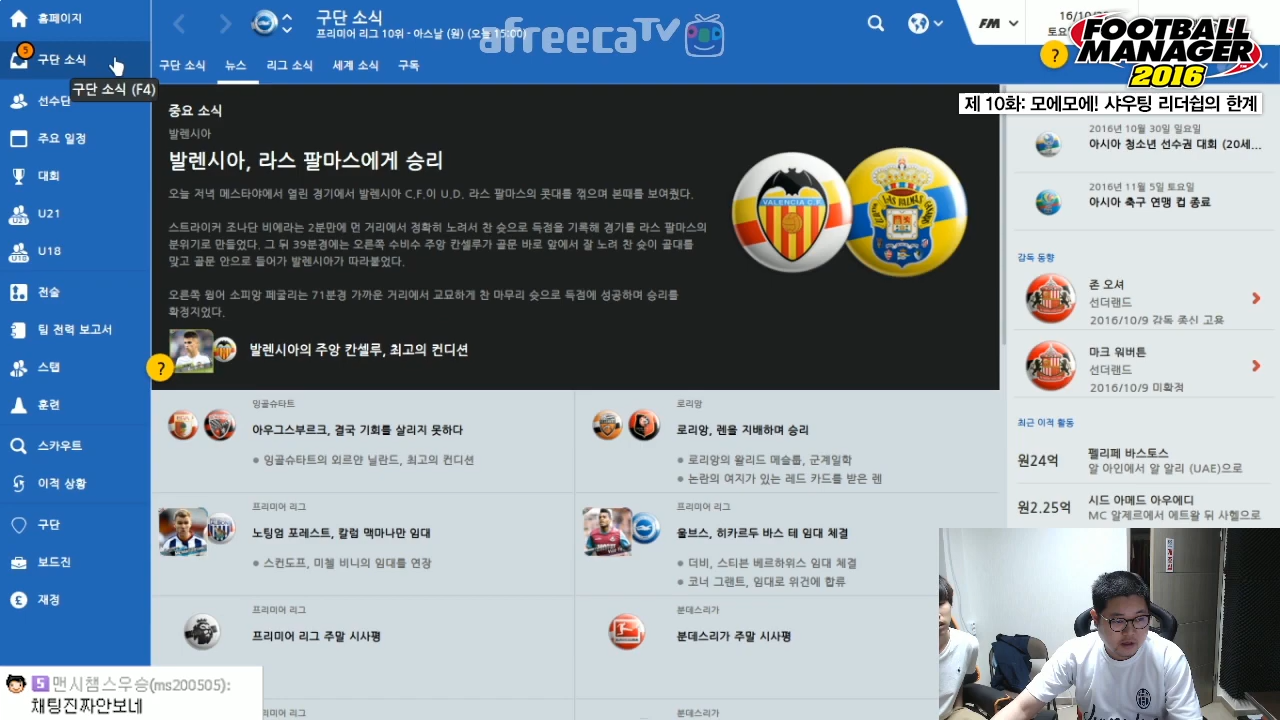 홈페이지
5
구단 소식
구단 소식 (F4)
선수단
주요 일정
대회
U21
U18
전술
팀 전력 보고서
스탭
훈련
스카우트
이적 상황
구단
보드진
재정
구단 소식
프리미어 리그 10위 - 아스날 (원) (오늘 15:00)
afreecaTV
FM
16/10/
토요
FOOTBALL
MANAGER
2016
제 10화: 모에모에! 샤우팅 리더쉽의 한계
구단 소식
뉴스
리그 소식
세계 소식
구독
중요 소식
발렌시아
발렌시아, 라스 팔마스에게 승리
오늘 저녁 메스타야에서 열린 경기에서 발렌시아 C.F.이 U.D. 라스 팔마스의 콧대를 꺾으며 본때를 보여줬다.
스트라이커 조나단 비에라는 2분만에 먼 거리에서 정확히 노려서 찬 슛으로 득점을 기록해 경기를 라스 팔마스의
분위기로 만들었다. 그 뒤 39분경에는 오른쪽 수비수 주앙 칸셀루가 골문 바로 앞에서 잘 노려 찬 슛이 골대를
맞고 골문 안으로 들어가 발렌시아가 따라붙었다.
오른쪽 윙어 소피앙 페굴리는 71분경 가까운 거리에서 교묘하게 찬 마무리 슛으로 득점에 성공하며 승리를
확정지었다.
발렌시아의 주앙 칸셀루, 최고의 컨디션
VALENCIA C.F
?
?
잉골슈타트
아우그스부르크, 결국 기회를 살리지 못하다
잉골슈타트의 외르얀 닐란드, 최고의 컨디션
로리앙
로리앙, 렌을 지배하며 승리
로리앙의 왈리드 메슬룹, 군계일학
논란의 여지가 있는 레드 카드를 받은 렌
프리미어 리그
노팅엄 포레스트, 칼럼 맥마나만 임대
스컨도프, 미첼 비니의 임대를 연장
프리미어 리그
울브스, 히카르두 바스 테 임대 체결
더비, 스티븐 베르하위스 임대 체결
코너 그랜트, 임대로 위건에 합류
프리미어 리그
프리미어 리그 주말 시사평
분데스리가
분데스리가 주말 시사평
프리미어 리그
분데스리가
2016년 10월 30일 일요일
아시아 청소년 선수권 대회 (20세...
2016년 11월 5일 토요일
아시아 축구 연맹 컵 종료
감독 동향
존 오셔
선더랜드
2016/10/9 감독 종신 고용
마크 워버튼
선더랜드
2016/10/9 미확정
최근 이적 활동
원24억
펠리페 바스토스
알 아인에서 알 알리 (UAE)으로
원2.25억
시드 아메드 아우에디
MC 알제르에서 에트왈 뒤 사헬으로
5 맨시챔스우승(ms200505):
채팅진짜안보네